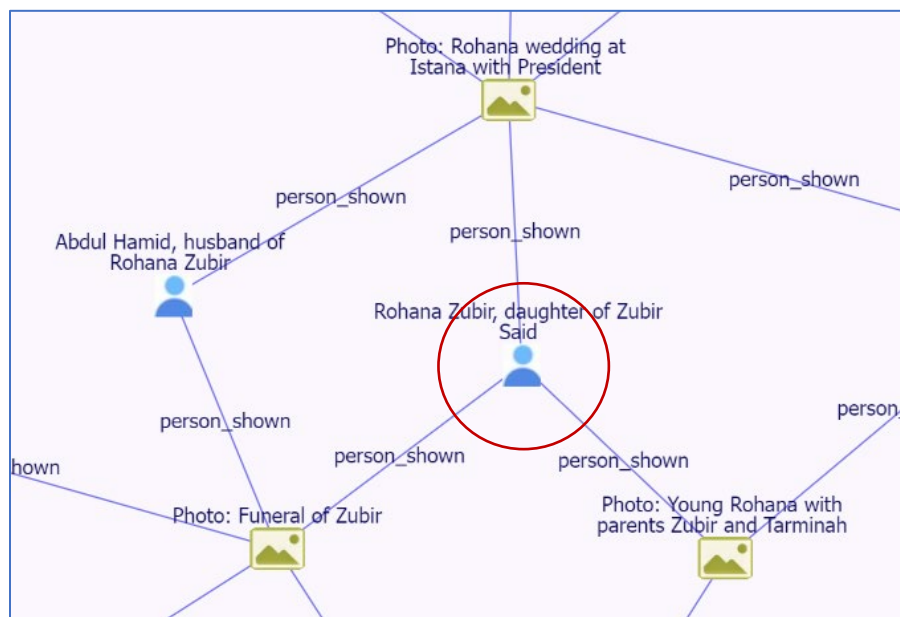 Photo: Rohana wedding at
Istana with President
person_shown
person_shown
person_shown
Abdul Hamid, husband of
Rohana Zubir
Rohana Zubir, daughter of Zubir
Said
person_shown
person_
person_shown
person_shown
hown
Photo: Funeral of Zubir
Photo: Young Rohana with
parents Zubir and Tarminah